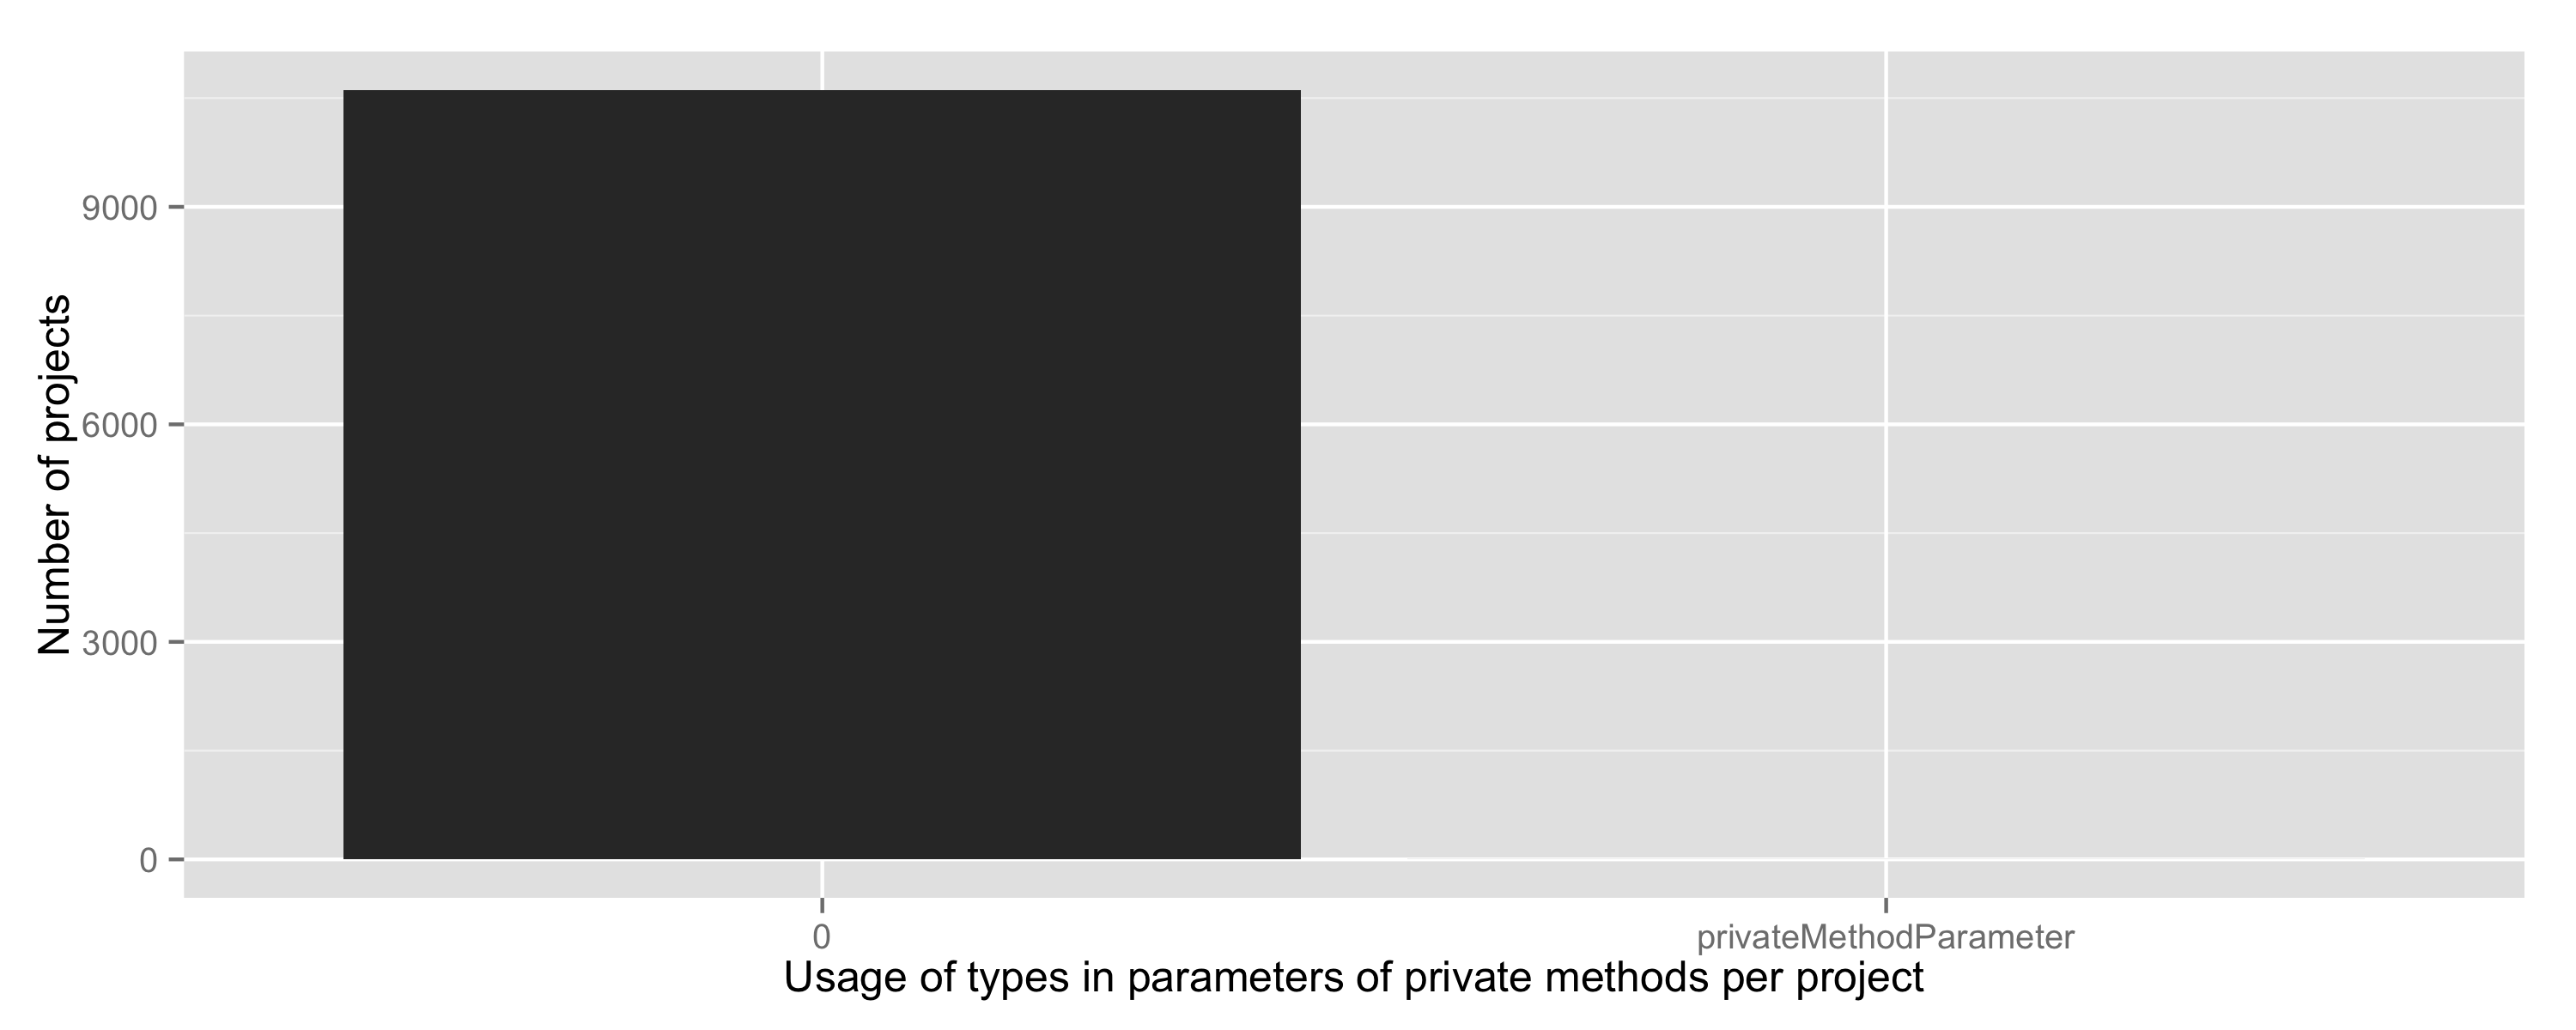 Number of projects
9000
6000
3000
0
0
privateMethodParameter
Usage of types in parameters of private methods per project